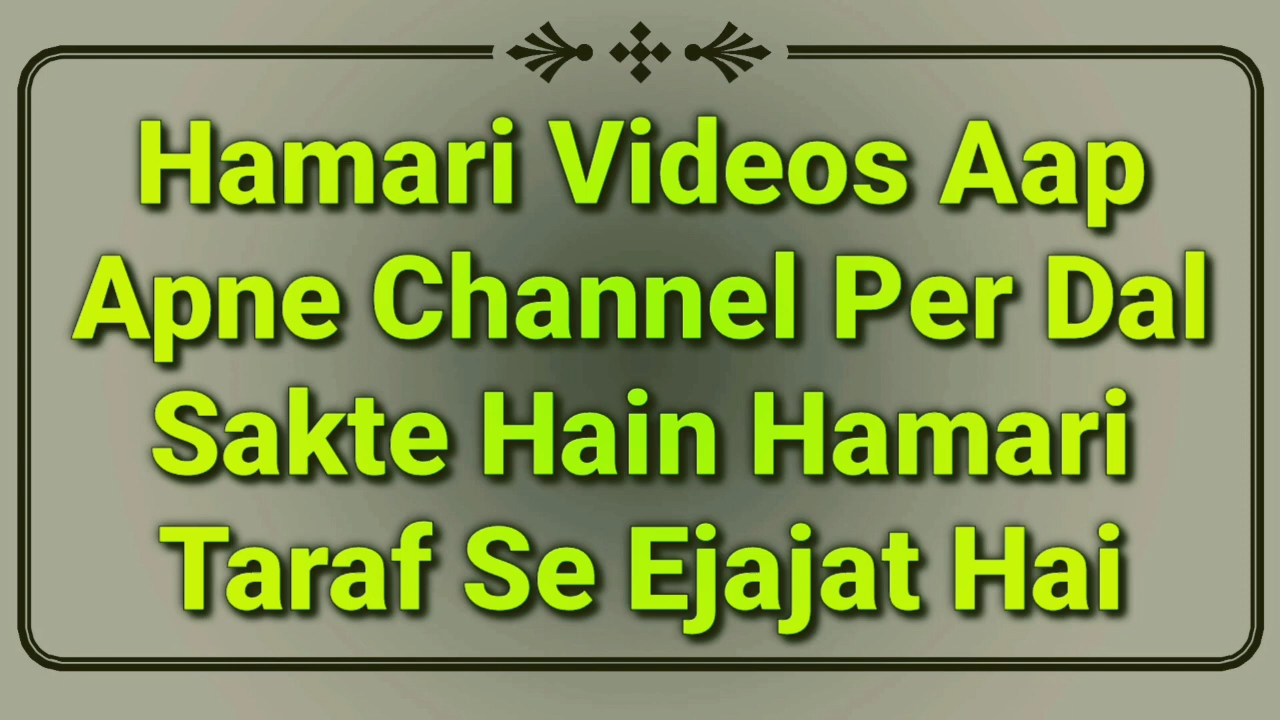 Hamari Videos Aap
Apne Channel Per Dal
Sakte Hain Hamari
Taraf Se Ejajat Hai